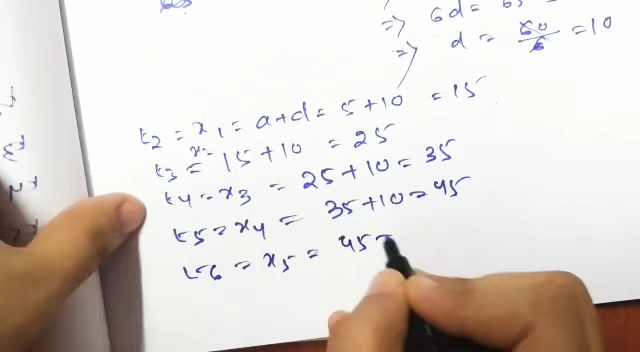 ⇒ 6d =
⇒ d = 60/6 = 10
t2 = x1 = a+d = 5+10 = 15
t3 = x2 = 15+10 = 25
t4 = x3 = 25+10 = 35
t5 = x4 = 35+10 = 45
t6 = x5 = 45